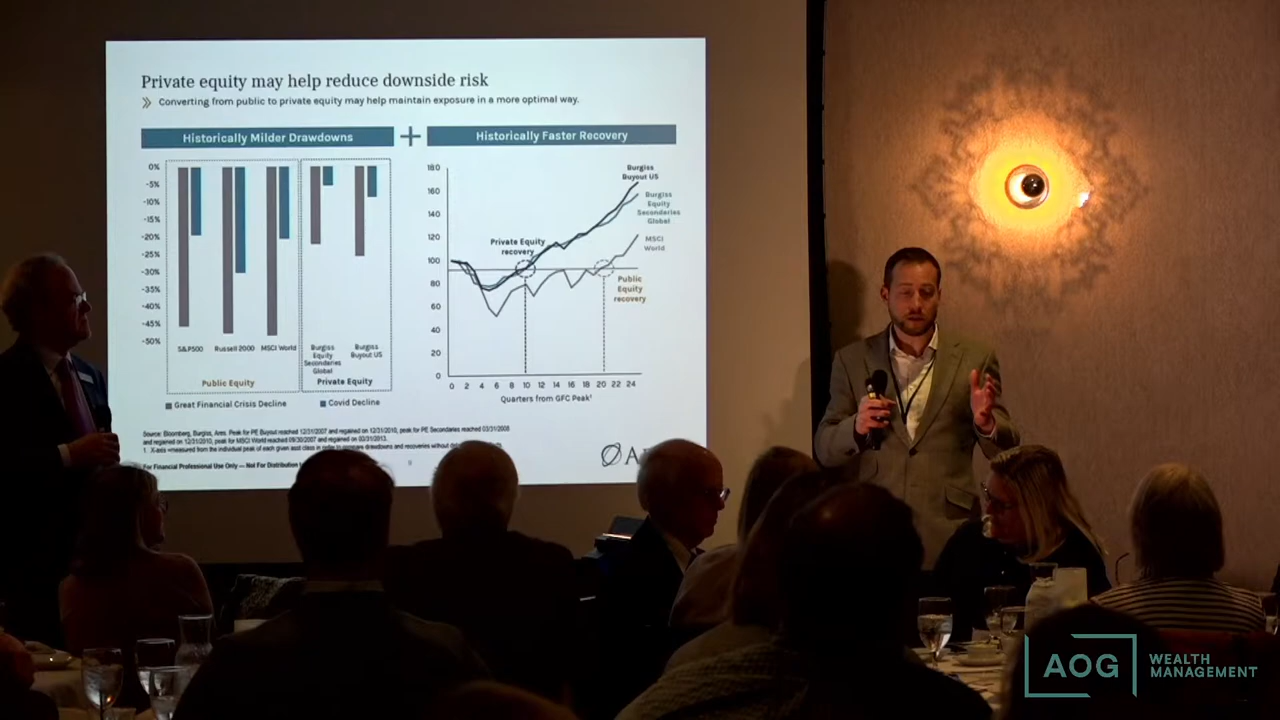 Private equity may help reduce downside risk
Converting from public to private equity may help maintain exposure in a more optimal way.
Historically Milder Drawdowns
+
Historically Faster Recovery
0%
-5%
-10%
-15%
-20%
-25%
-30%
-35%
-40%
-45%
-50%
S&P500
Russell 2000
MSCI World
Burgiss
Equity
Secondaries
Global
Burgiss
Buyout US
Public Equity
Private Equity
Great Financial Crisis Decline
Covid Decline
180
160
140
120
100
80
60
40
20
0
Burgiss
Buyout US
Burgiss
Equity
Secondaries
Global
MSCI
World
Private Equity
recovery
Public
Equity
recovery
0 2 4 6 8 10 12 14 16 18 20 22 24
Quarters from GFC Peak¹
Source: Bloomberg, Burgiss, Ares. Peak for PE Buyout reached 12/31/2007 and regained on 12/31/2010, peak for PE Secondaries reached 03/31/2008
and regained on 12/31/2010, Peak for MSCI World reached 09/30/2007 and regained on 03/31/2013.
1. X-axis measured from the individual peak of each given asset class in order to compare drawdowns and recoveries without
For Financial Professional Use Only — Not For Distribution
9
AOG
WEALTH
MANAGEMENT